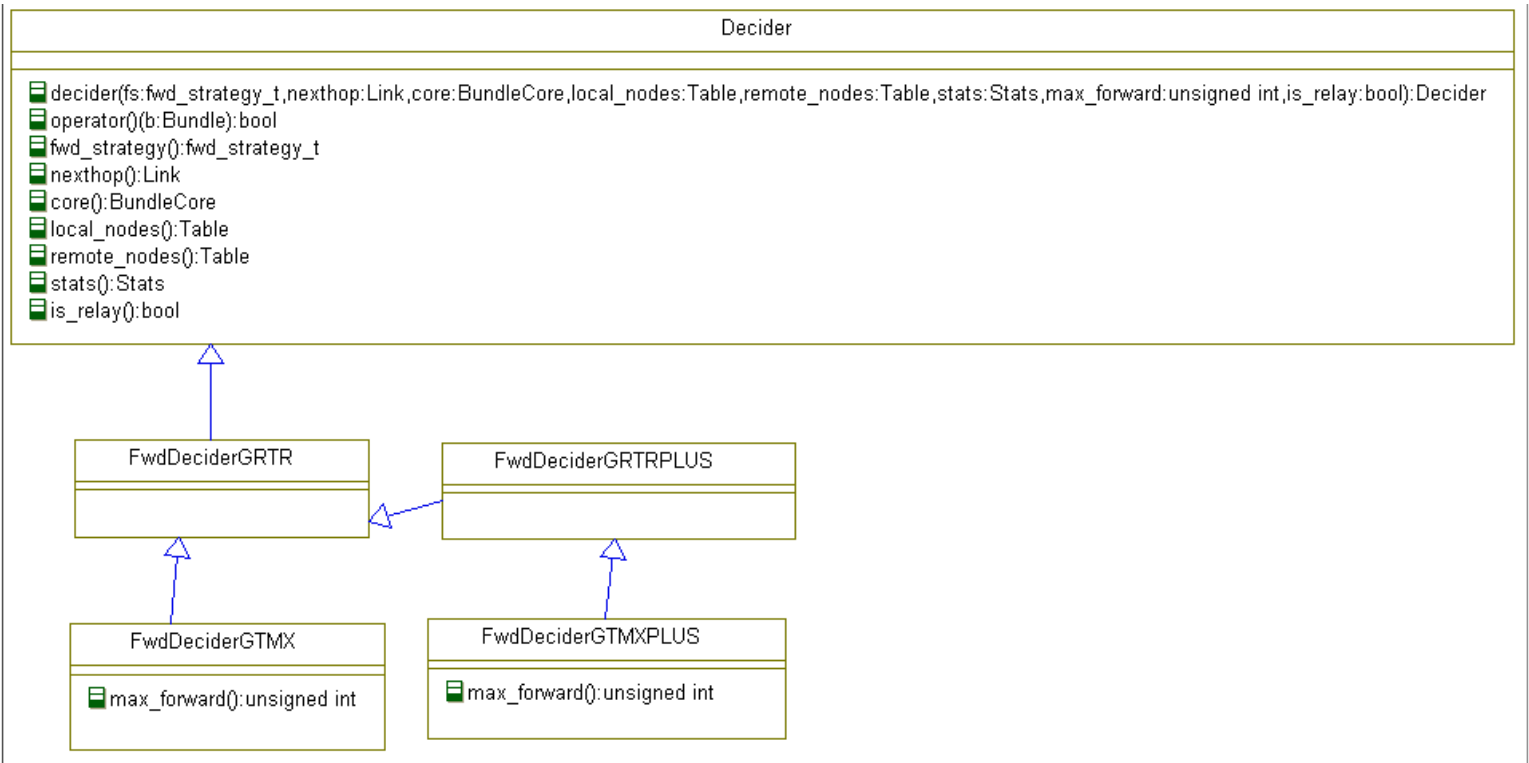 Decider
decider(fs:fwd_strategy_t,nexthop:Link,core:BundleCore,local_nodes:Table,remote_nodes:Table,stats:Stats,max_forward:unsigned int,is_relay:bool):Decider
operator()(b:Bundle):bool
fwd_strategy():fwd_strategy_t
nexthop():Link
core():BundleCore
local_nodes():Table
remote_nodes():Table
stats():Stats
is_relay():bool
FwdDeciderGRTR
FwdDeciderGRTRPLUS
FwdDeciderGTMX
max_forward():unsigned int
FwdDeciderGTMXPLUS
max_forward():unsigned int